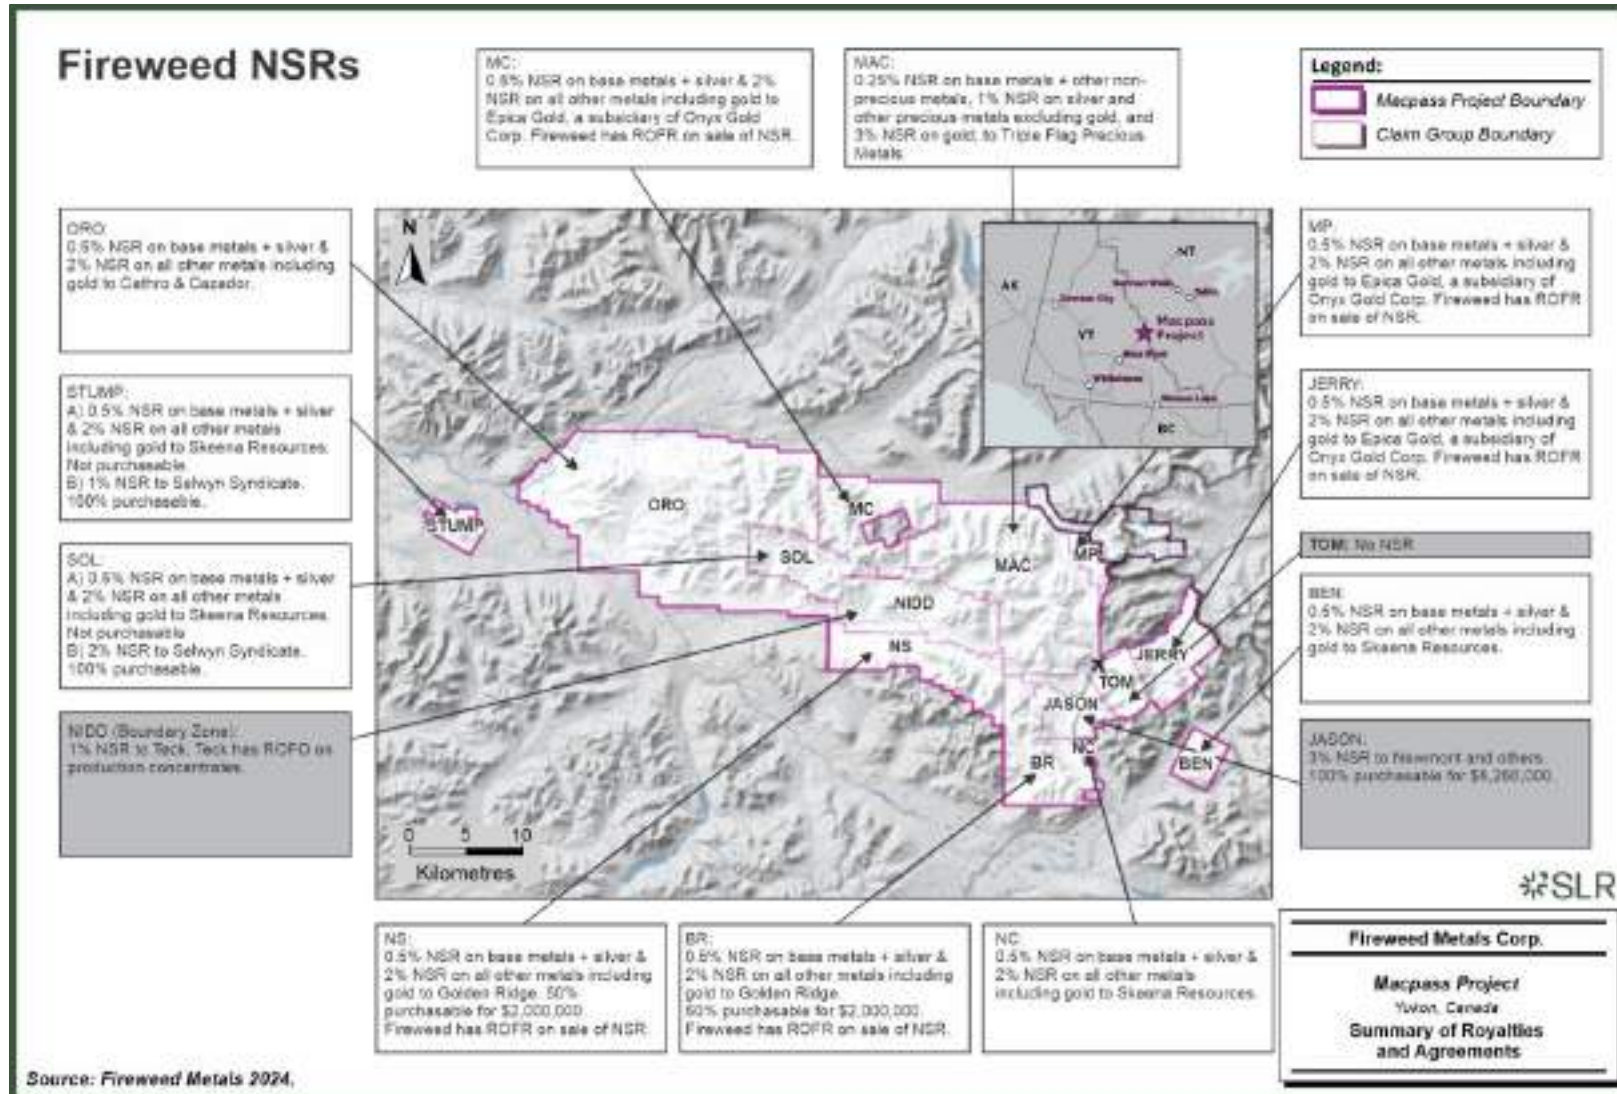 Fireweed NSRs
MC:
0.5% NSR on base metals + silver & 2%
NSR on all other metals including gold to
Epica Gold, a subsidiary of Onyx Gold
Corp. Fireweed has ROFR on sale of NSR.
MAC:
0.25% NSR on base metals + other non-
precious metals, 1% NSR on silver and
other precious metals excluding gold, and
3% NSR on gold, to Triple Flag Precious
Metals
Legend:
Macpass Project Boundary
Claim Group Boundary
ORO:
0.5% NSR on base metals + silver &
2% NSR on all other metals including
gold to Cathro & Cazador.
STUMP:
A) 0.5% NSR on base metals + silver
& 2% NSR on all other metals
including gold to Skeena Resources.
Not purchasable.
B) 1% NSR to Selwyn Syndicate.
100% purchasable.
SOL:
A) 0.5% NSR on base metals + silver
& 2% NSR on all other metals
including gold to Skeena Resources.
Not purchasable
B) 2% NSR to Selwyn Syndicate.
100% purchasable.
NIDD (Boundary Zone):
1% NSR to Teck. Teck has ROFO on
production concentrates.
N
AK
NT
Dawson City
YT
Macpass
Project
Whitehorse
Watson Lake
BC
ORO
MC
STUMP
SOL
MAC
MP
NIDD
NS
JERRY
TOM
JASON
NC
BR
BEN
0 5 10
Kilometres
MP:
0.5% NSR on base metals + silver &
2% NSR on all other metals including
gold to Epica Gold, a subsidiary of
Onyx Gold Corp. Fireweed has ROFR
on sale of NSR.
JERRY:
0.5% NSR on base metals + silver &
2% NSR on all other metals including
gold to Epica Gold, a subsidiary of
Onyx Gold Corp. Fireweed has ROFR
on sale of NSR.
TOM: No NSR
BEN:
0.5% NSR on base metals + silver &
2% NSR on all other metals including
gold to Skeena Resources.
JASON:
3% NSR to Newmont and others.
100% purchasable for
NS:
0.5% NSR on base metals + silver &
2% NSR on all other metals including
gold to Golden Ridge. 50%
purchasable for $2,000,000.
Fireweed has ROFR on sale of NSR.
BR:
0.5% NSR on base metals + silver &
2% NSR on all other metals including
gold to Golden Ridge.
purchasable for $2,000,000.
Fireweed has ROFR on sale of NSR.
NC:
0.5% NSR on base metals + silver &
2% NSR on all other metals
including gold to Skeena Resources.
SLR
Fireweed Metals Corp.
Macpass Project
Yukon, Canada
Summary of Royalties
and Agreements
Source: Fireweed Metals 2024.